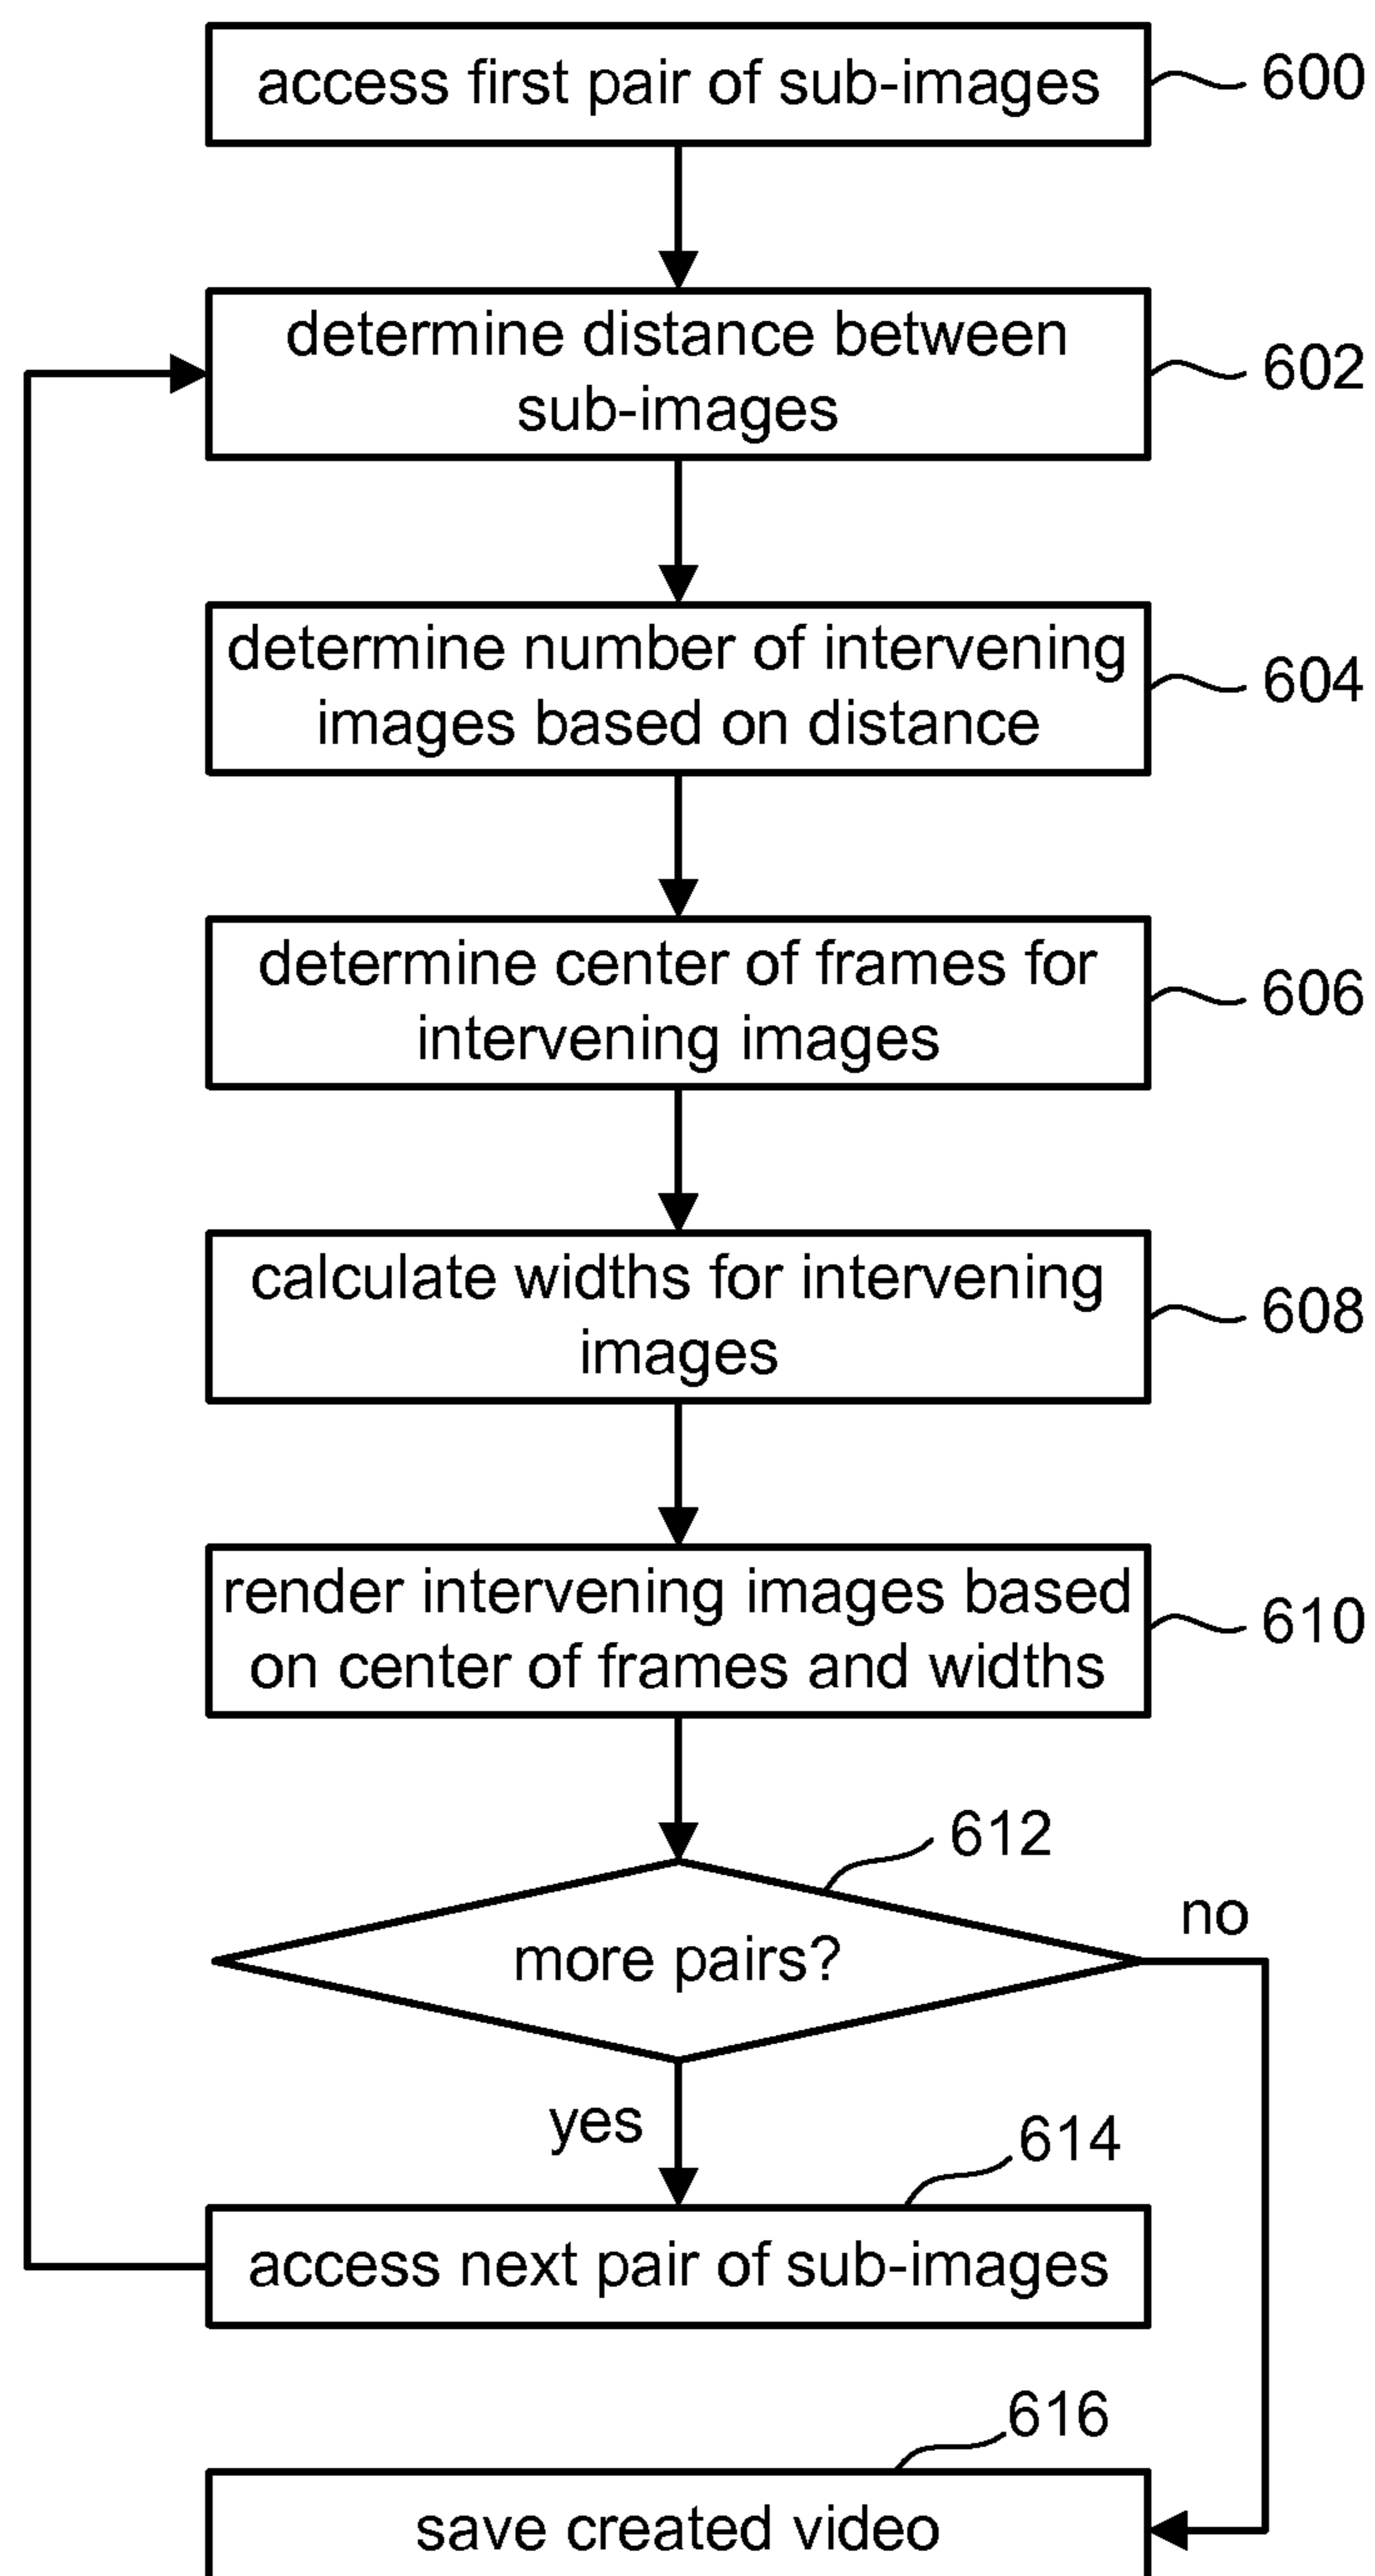 access first pair of sub-images
600
determine distance between
sub-images
602
determine number of intervening
images based on distance
604
determine center of frames for
intervening images
606
calculate widths for intervening
images
608
render intervening images based
on center of frames and widths
610
612
more pairs?
no
yes
614
access next pair of sub-images
616
save created video